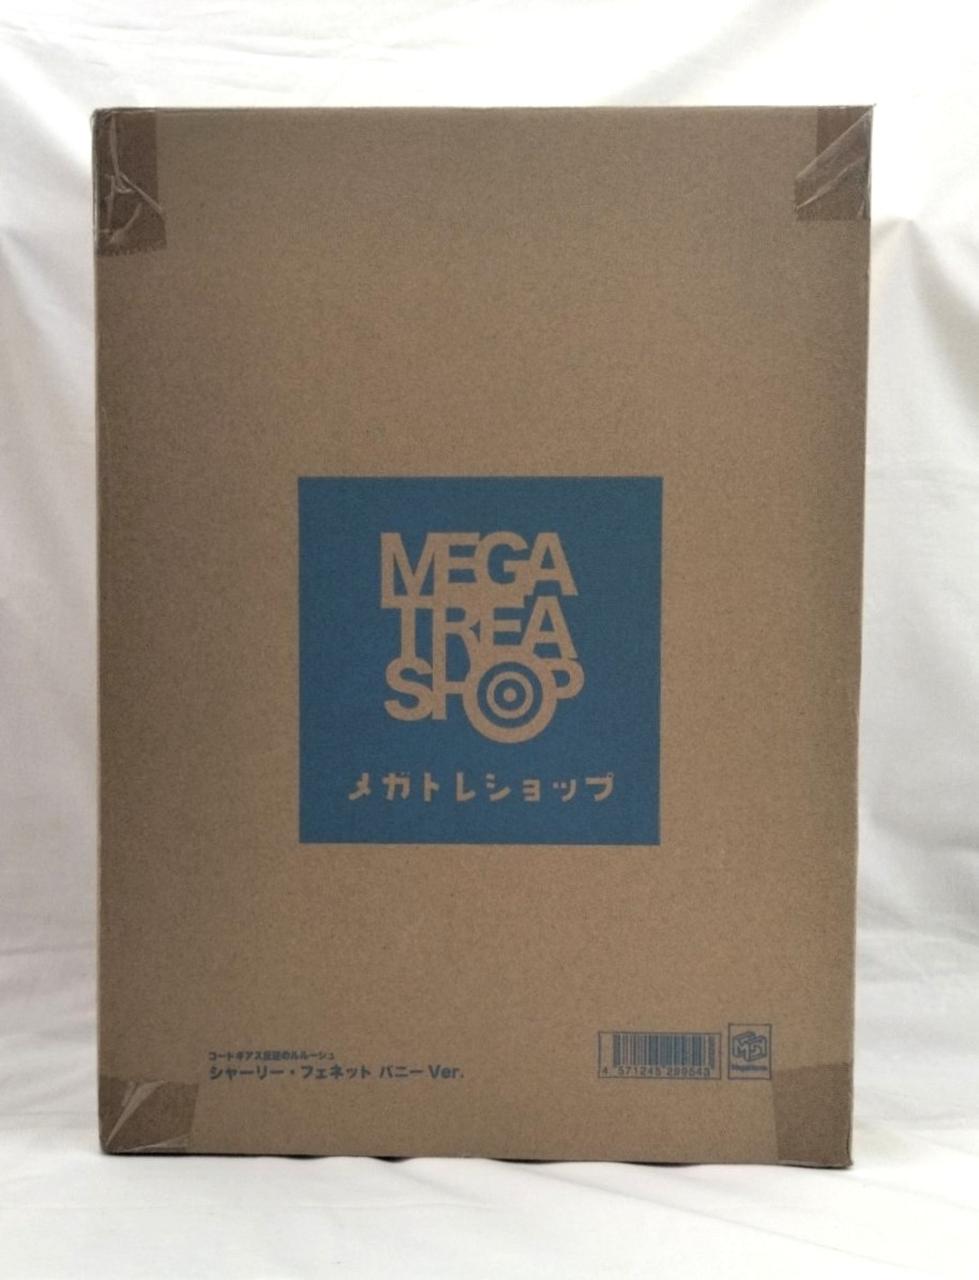 MEGA
TREA
SHOP
メガトレショップ
コードギアス反逆のルルーシュ
シャーリー・フェネット バニーVer.
4 571245 299543
MegaHouse